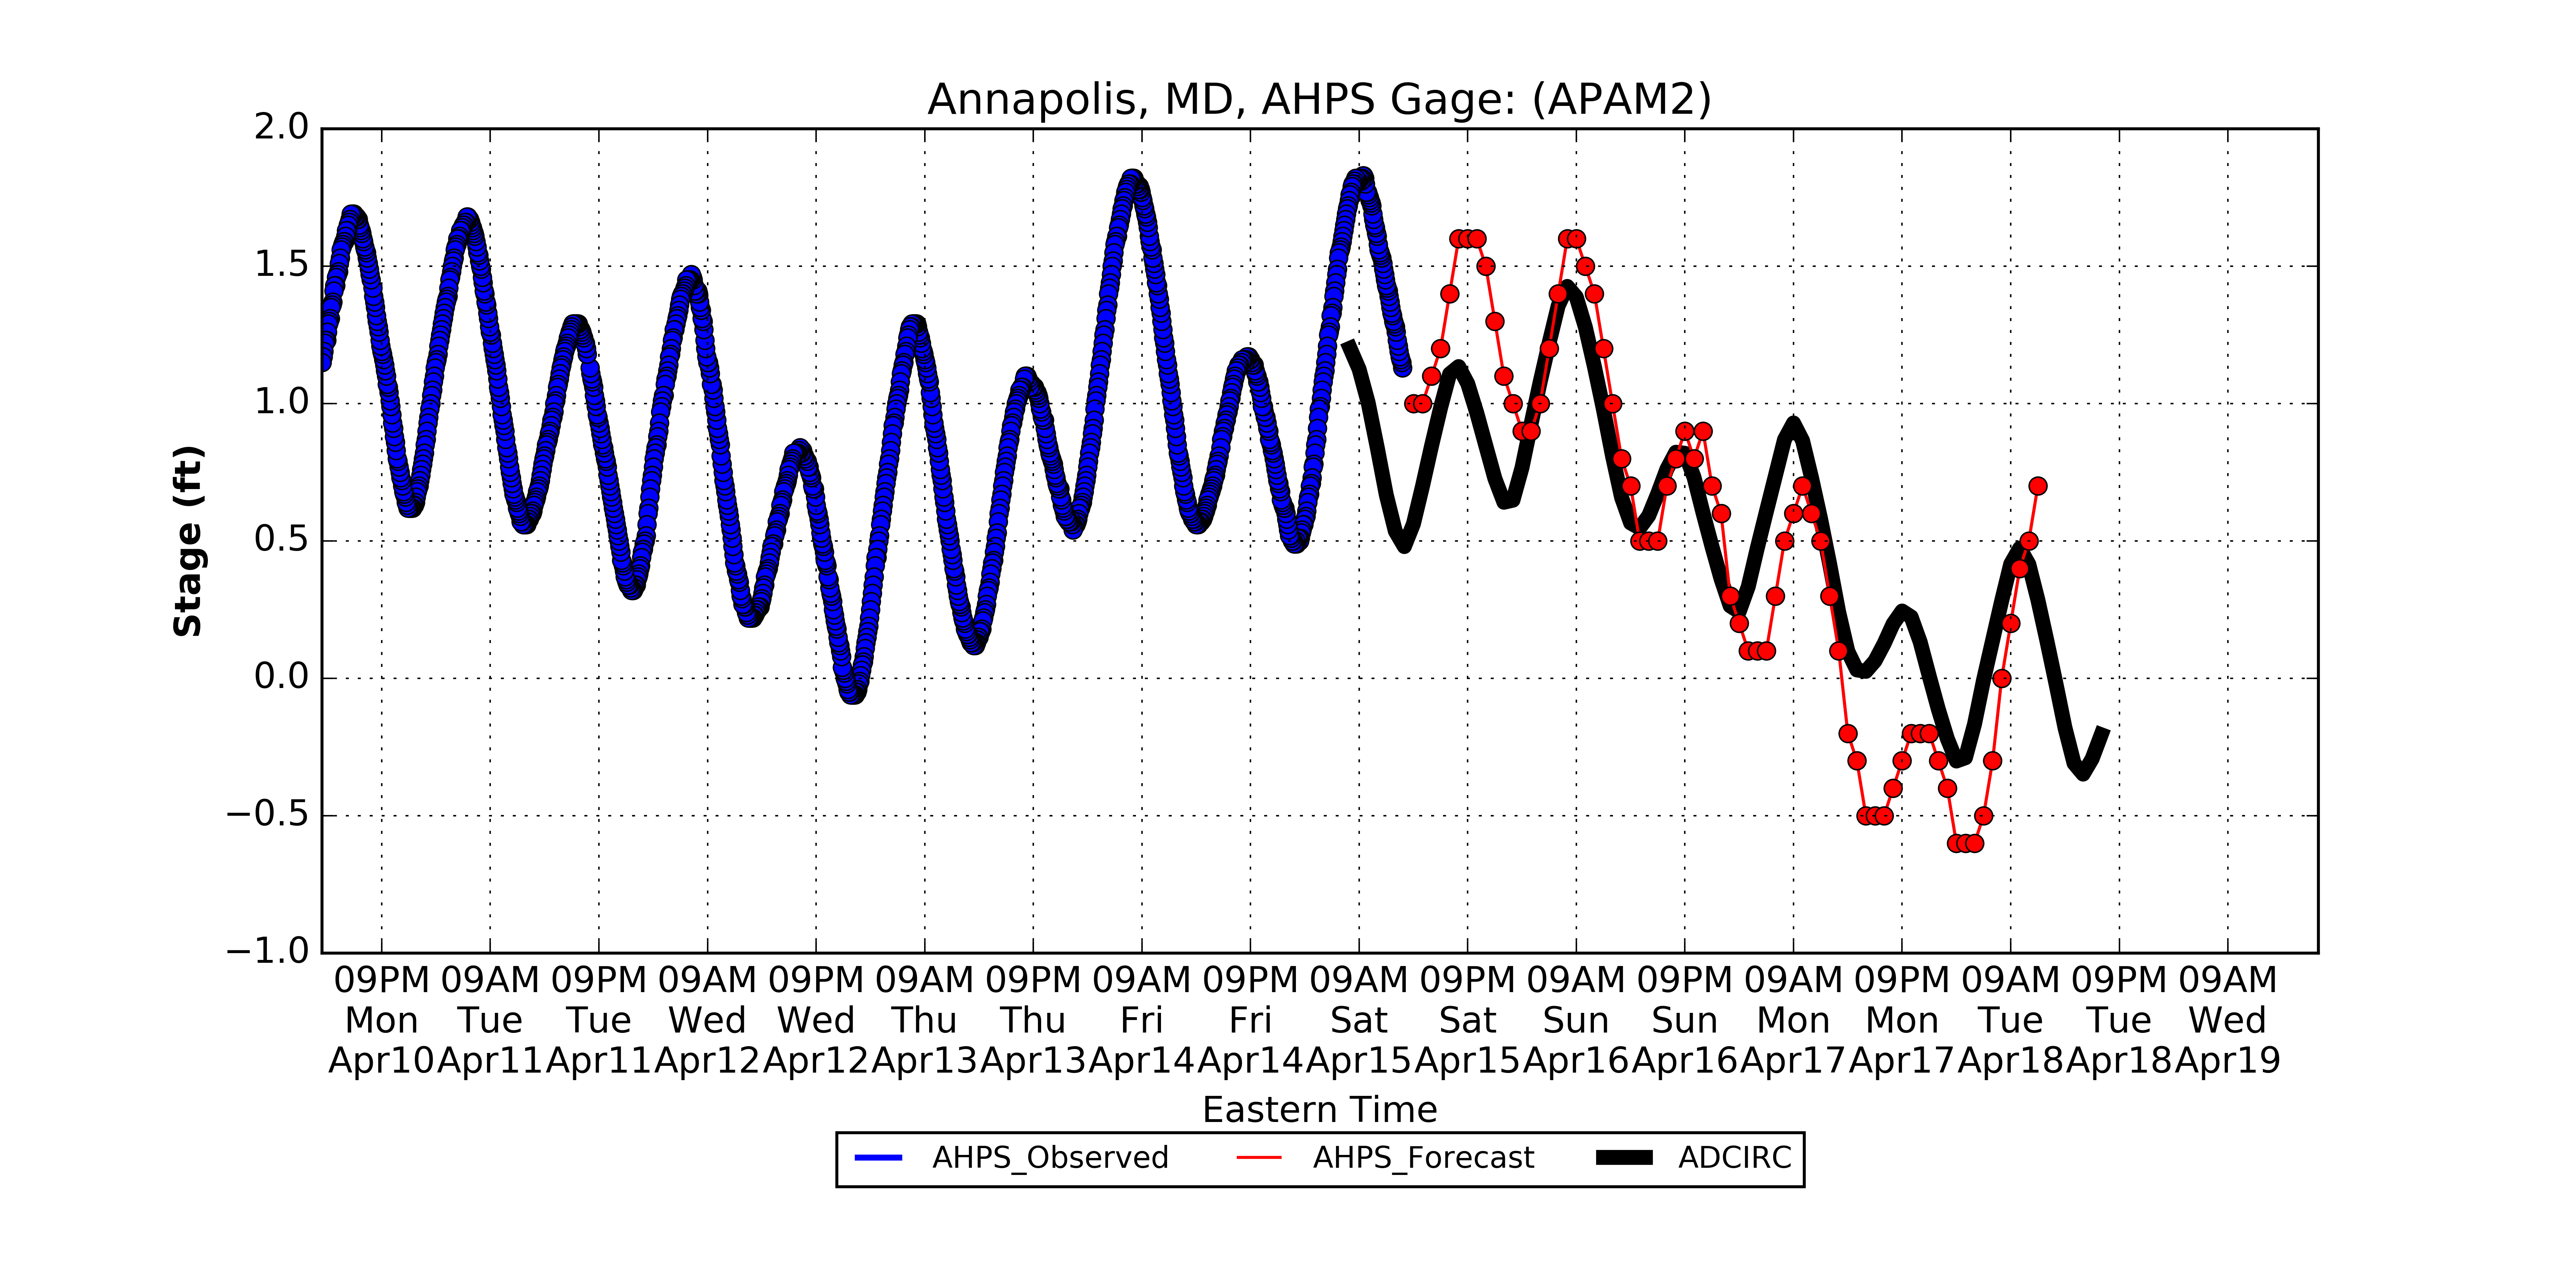 Annapolis, MD, AHPS Gage: (APAM2)
2.0
1.5
1.0
0.5
0.0
−0.5
−1.0
Stage (ft)
09PM 09AM 09PM 09AM 09PM 09AM 09PM 09AM 09PM 09AM 09PM 09AM 09PM 09AM 09PM 09AM 09PM 09AM
Mon Tue Tue Wed Wed Thu Thu Fri Fri Sat Sat Sun Sun Mon Mon Tue Tue Wed
Apr10 Apr11 Apr11 Apr12 Apr12 Apr13 Apr13 Apr14 Apr14 Apr15 Apr15 Apr16 Apr16 Apr17 Apr17 Apr18 Apr18 Apr19
Eastern Time
AHPS_Observed AHPS_Forecast ADCIRC